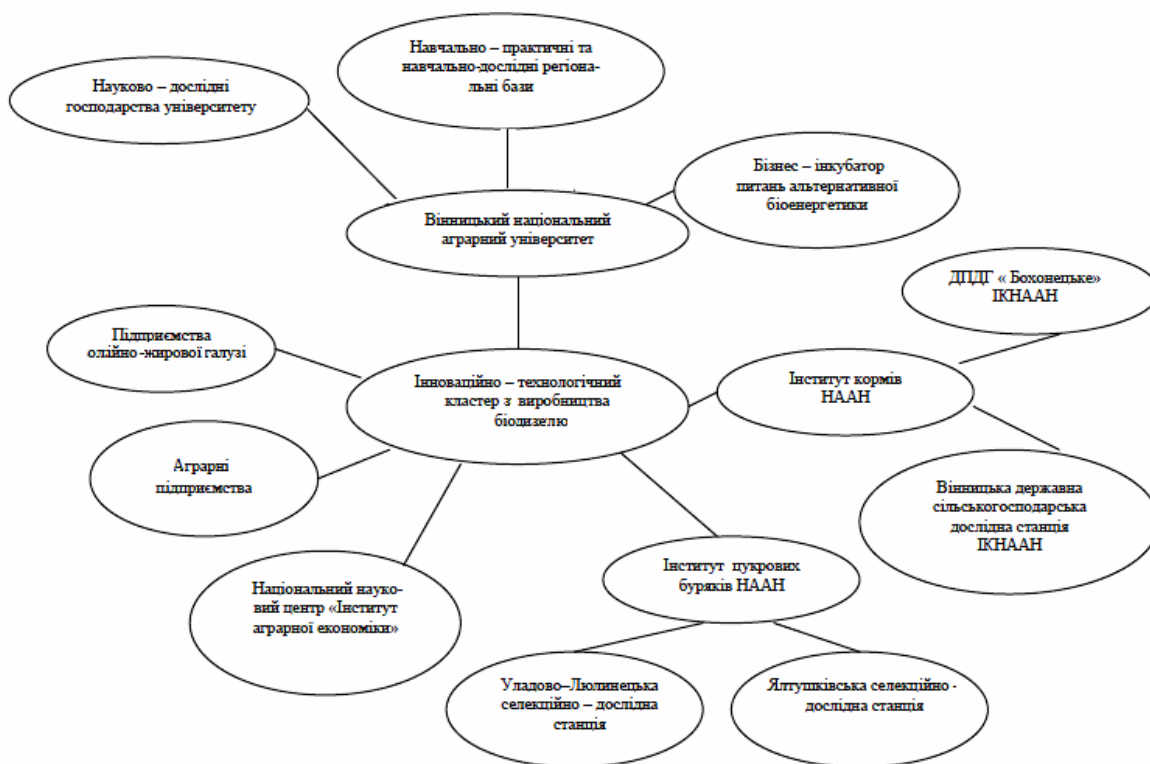 Навчально – практичні та
навчально-дослідні регіона-
льні бази
Науково – дослідні
господарства університету
Бізнес – інкубатор
питань альтернативної
біоенергетики
Вінницький національний
аграрний університет
ДПДГ « Бохонецьке»
ІКНААН
Підприємства
олійно-жирової галузі
Інноваційно – технологічний
кластер з виробництва
біодизелю
Інститут кормів
НААН
Аграрні
підприємства
Вінницька державна
сільськогосподарська
дослідна станція
ІКНААН
Національний науко-
вий центр «Інститут
аграрної економіки»
Інститут цукрових
буряків НААН
Уладово–Люлинецька
селекційно – дослідна
станція
Ялтушківська селекційно -
дослідна станція